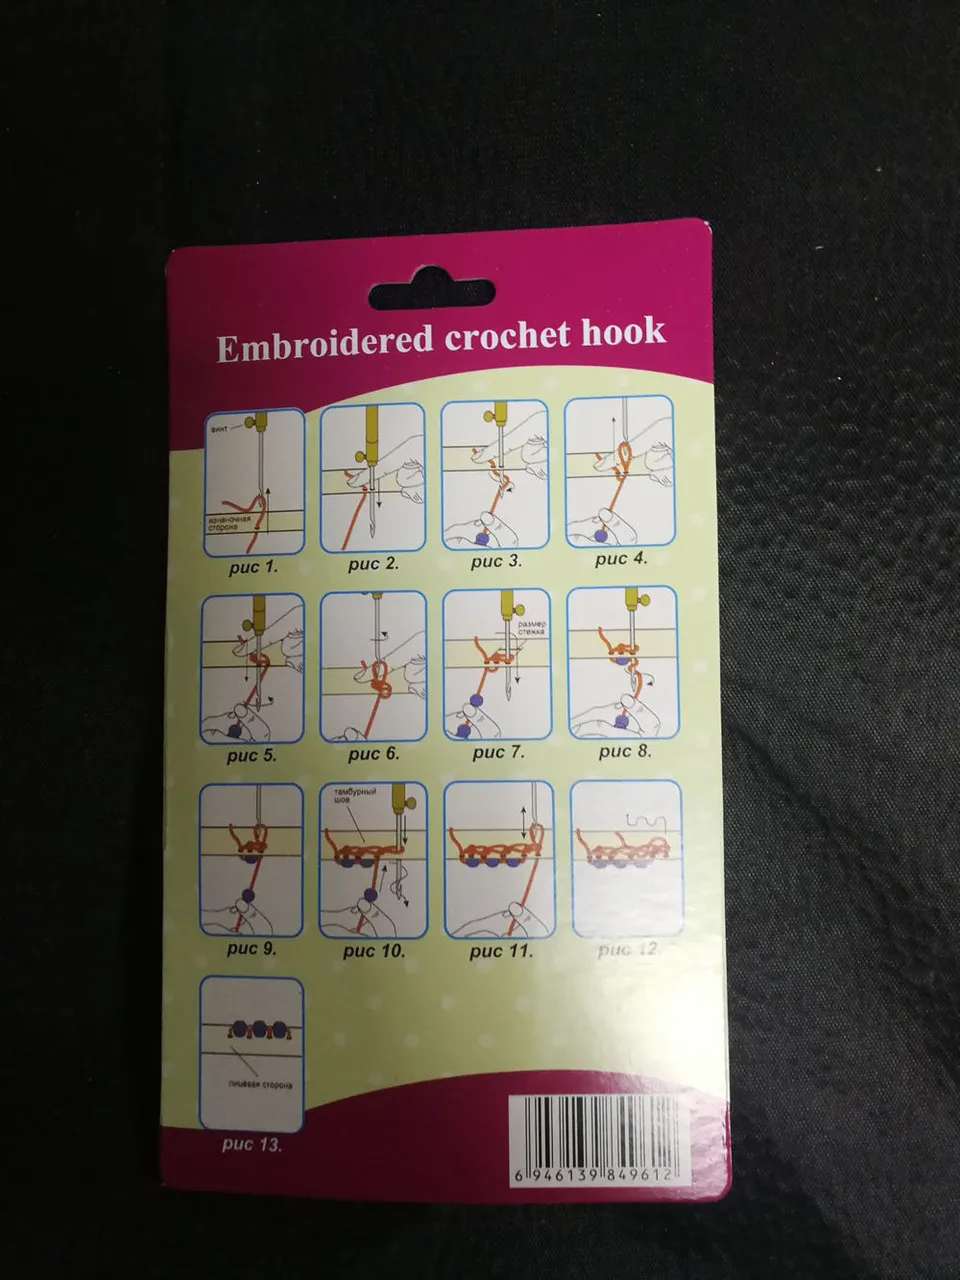 Embroidered crochet hook
винт
изнаночная
сторона
рис 1.
рис 2.
рис 3.
рис 4.
размер
стежка
рис 5.
рис 6.
рис 7.
рис 8.
тамбурный
шов
рис 9.
рис 10.
рис 11.
рис 12.
лицевая сторона
рис 13.
6 946139 849612